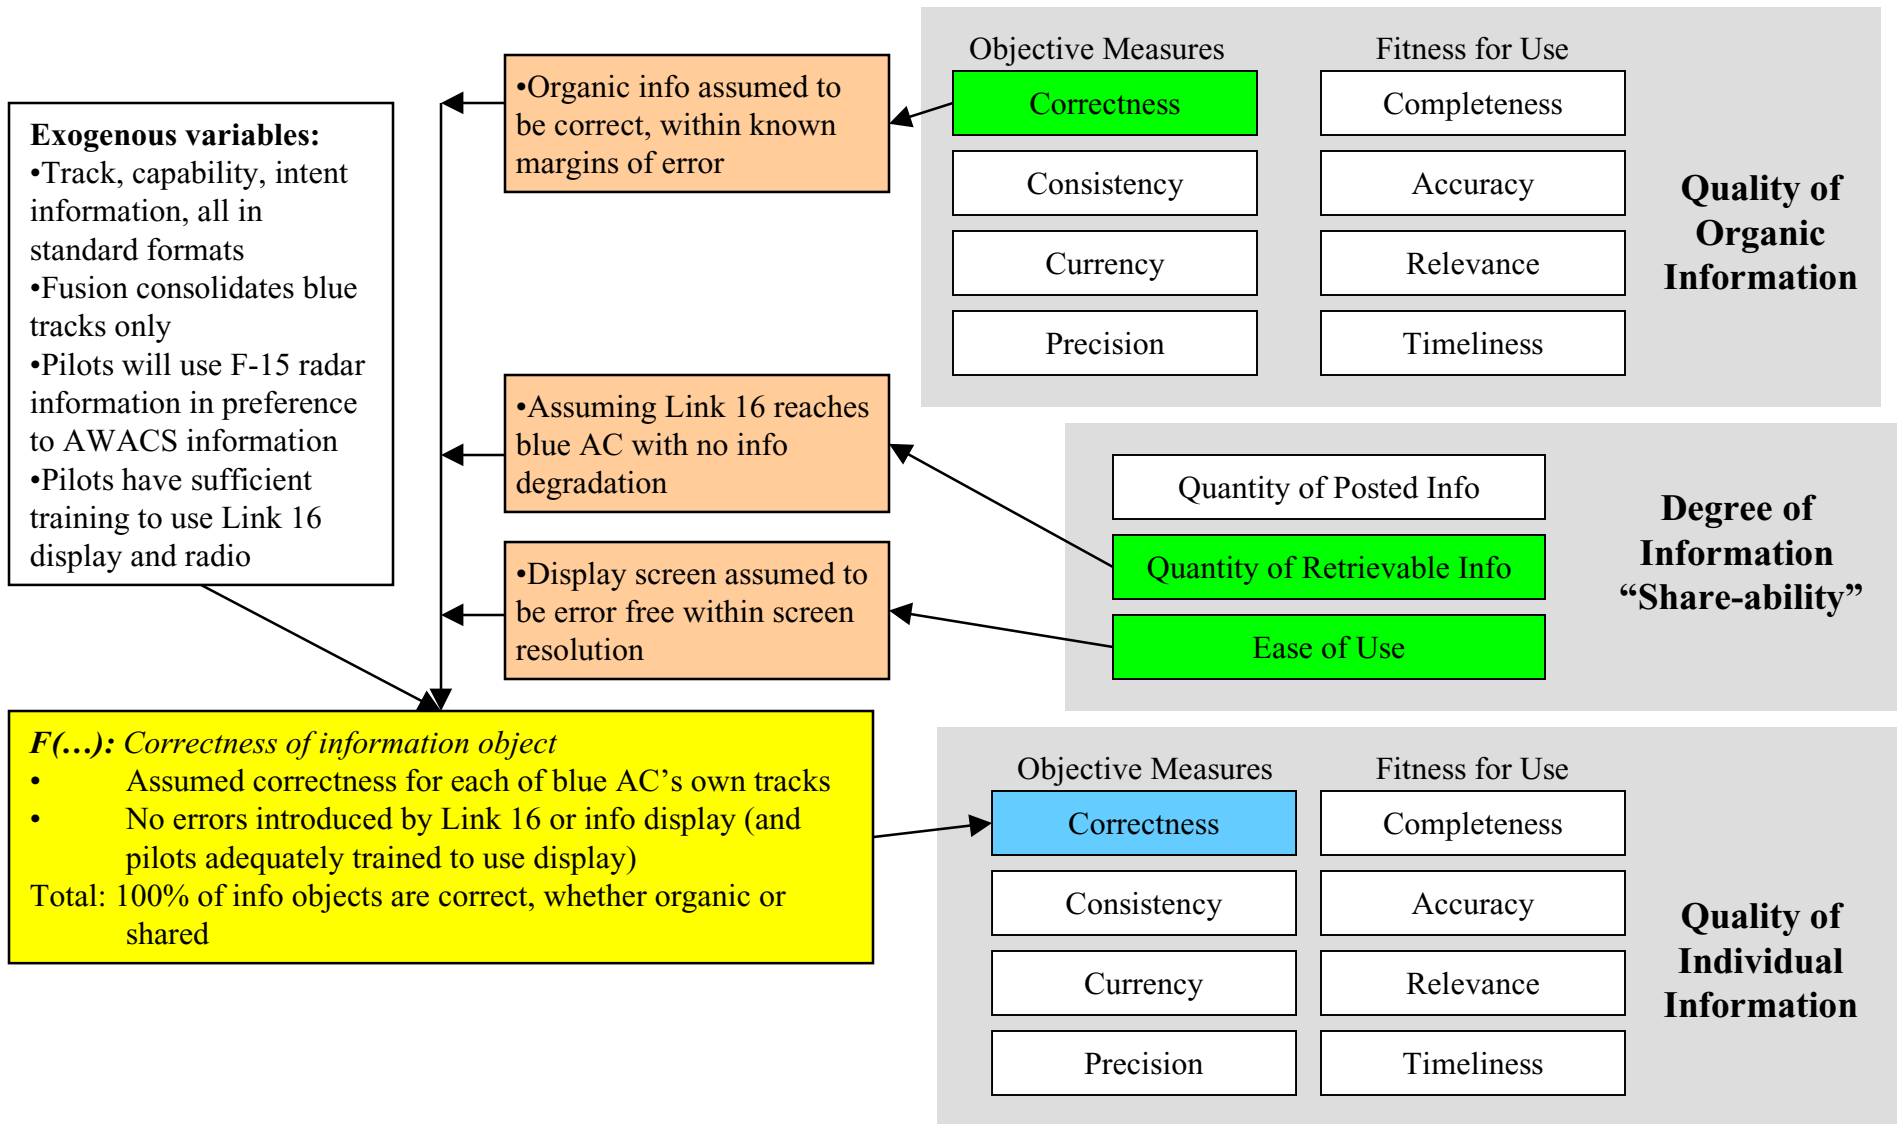 Exogenous variables:
•Track, capability, intent
information, all in
standard formats
•Fusion consolidates blue
tracks only
•Pilots will use F-15 radar
information in preference
to AWACS information
•Pilots have sufficient
training to use Link 16
display and radio
•Organic info assumed to
be correct, within known
margins of error
•Assuming Link 16 reaches
blue AC with no info
degradation
•Display screen assumed to
be error free within screen
resolution
Objective Measures
Correctness
Consistency
Currency
Precision
Fitness for Use
Completeness
Accuracy
Relevance
Timeliness
Quality of
Organic
Information
Quantity of Posted Info
Quantity of Retrievable Info
Ease of Use
Degree of
Information
“Share-ability”
F(…): Correctness of information object
• Assumed correctness for each of blue AC’s own tracks
• No errors introduced by Link 16 or info display (and
pilots adequately trained to use display)
Total: 100% of info objects are correct, whether organic or
shared
Objective Measures
Correctness
Consistency
Currency
Precision
Fitness for Use
Completeness
Accuracy
Relevance
Timeliness
Quality of
Individual
Information